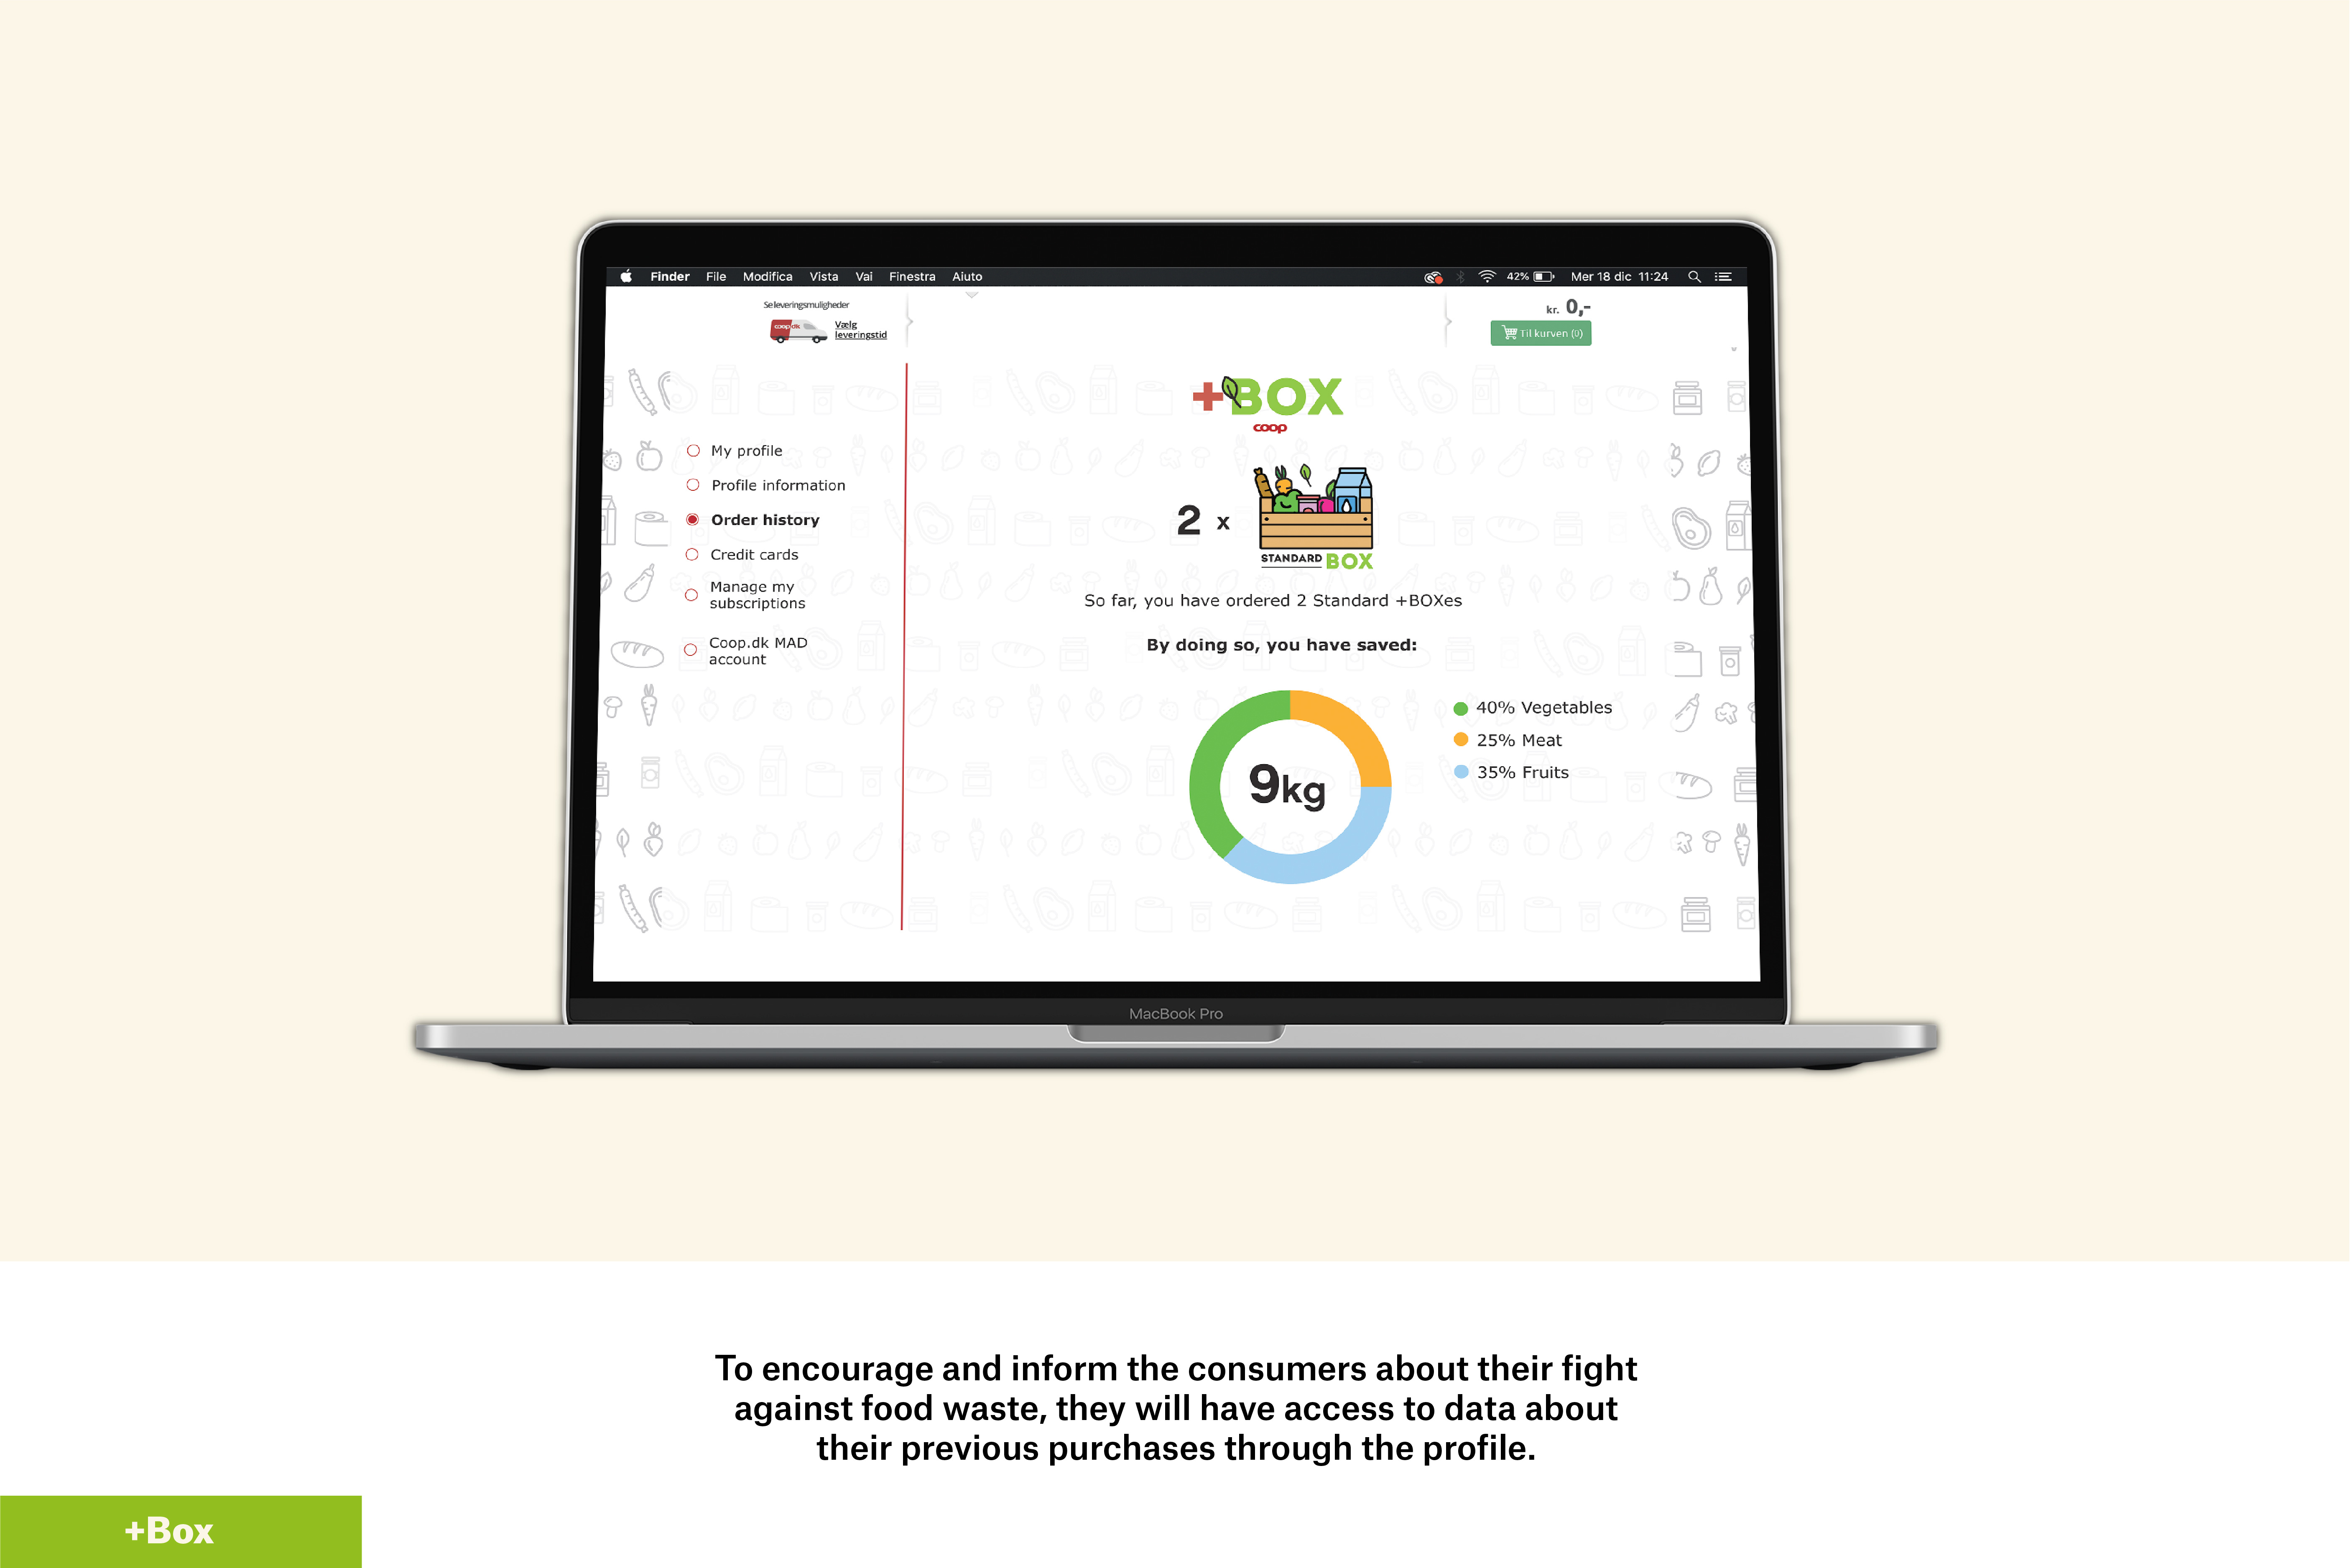 Finder File Modifica Vista Vai Finestra Aiuto 42% Mer 18 dic 11:24
Se leveringsmuligheder
coop.dk
Vælg
leveringstid
kr. 0,-
Til kurven (0)
+BOX
coop
My profile
Profile information
Order history
Credit cards
Manage my
subscriptions
Coop.dk MAD
account
2 x
STANDARD BOX
So far, you have ordered 2 Standard +BOXes
By doing so, you have saved:
9kg
40% Vegetables
25% Meat
35% Fruits
MacBook Pro
To encourage and inform the consumers about their fight
against food waste, they will have access to data about
their previous purchases through the profile.
+Box